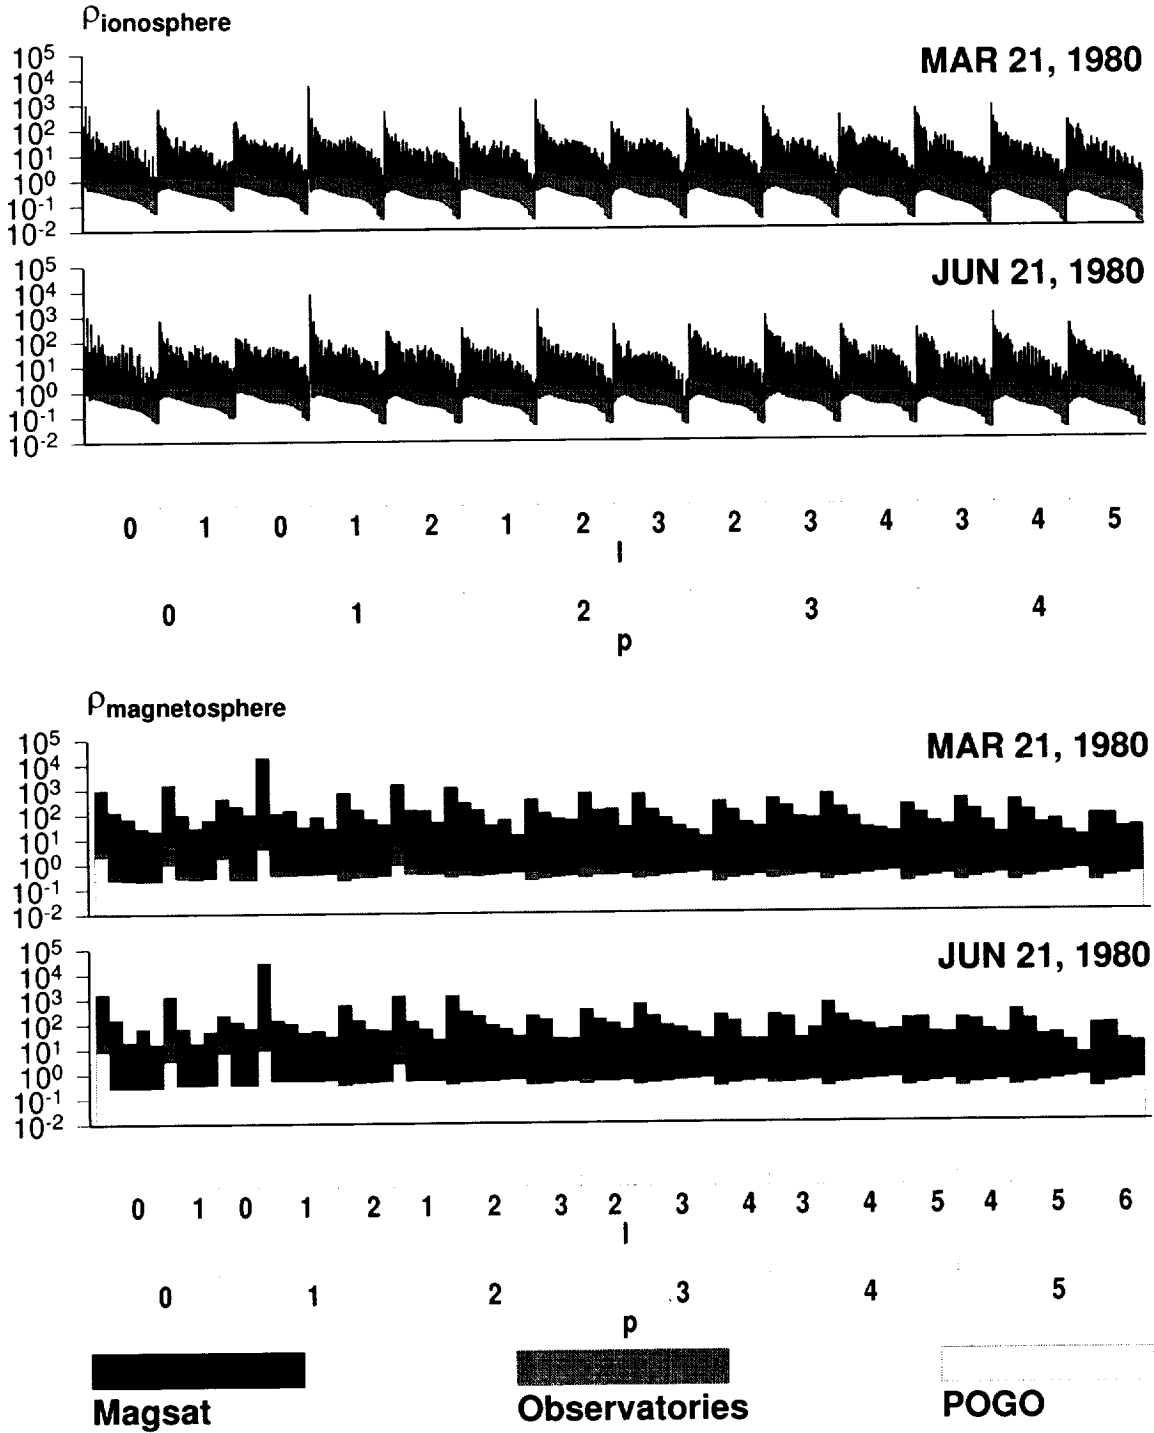 ρionosphere
MAR 21, 1980
10⁵
10⁴
10³
10²
10¹
10⁰
10⁻¹
10⁻²
JUN 21, 1980
10⁵
10⁴
10³
10²
10¹
10⁰
10⁻¹
10⁻²
0 1 0 1 2 1 2 3 2 3 4 3 4 5
l
0 1 2 3 4
p
ρmagnetosphere
MAR 21, 1980
10⁵
10⁴
10³
10²
10¹
10⁰
10⁻¹
10⁻²
JUN 21, 1980
10⁵
10⁴
10³
10²
10¹
10⁰
10⁻¹
10⁻²
0 1 0 1 2 1 2 3 2 3 4 3 4 5 4 5 6
l
0 1 2 3 4 5
p
Magsat Observatories POGO